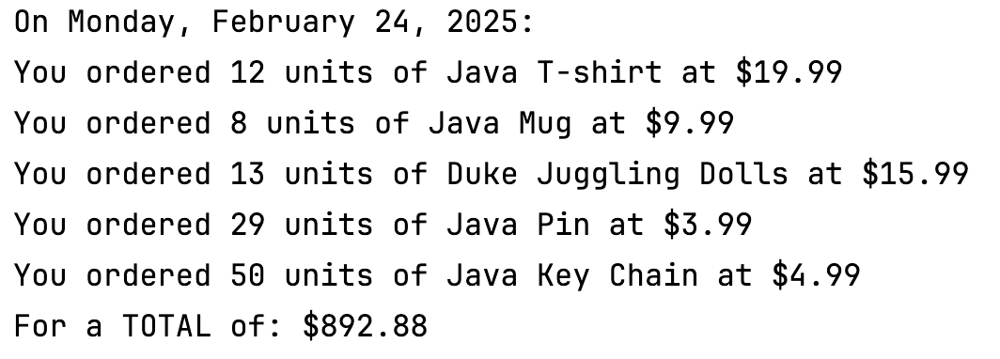 On Monday, February 24, 2025:
You ordered 12 units of Java T-shirt at $19.99
You ordered 8 units of Java Mug at $9.99
You ordered 13 units of Duke Juggling Dolls at $15.99
You ordered 29 units of Java Pin at $3.99
You ordered 50 units of Java Key Chain at $4.99
For a TOTAL of: $892.88